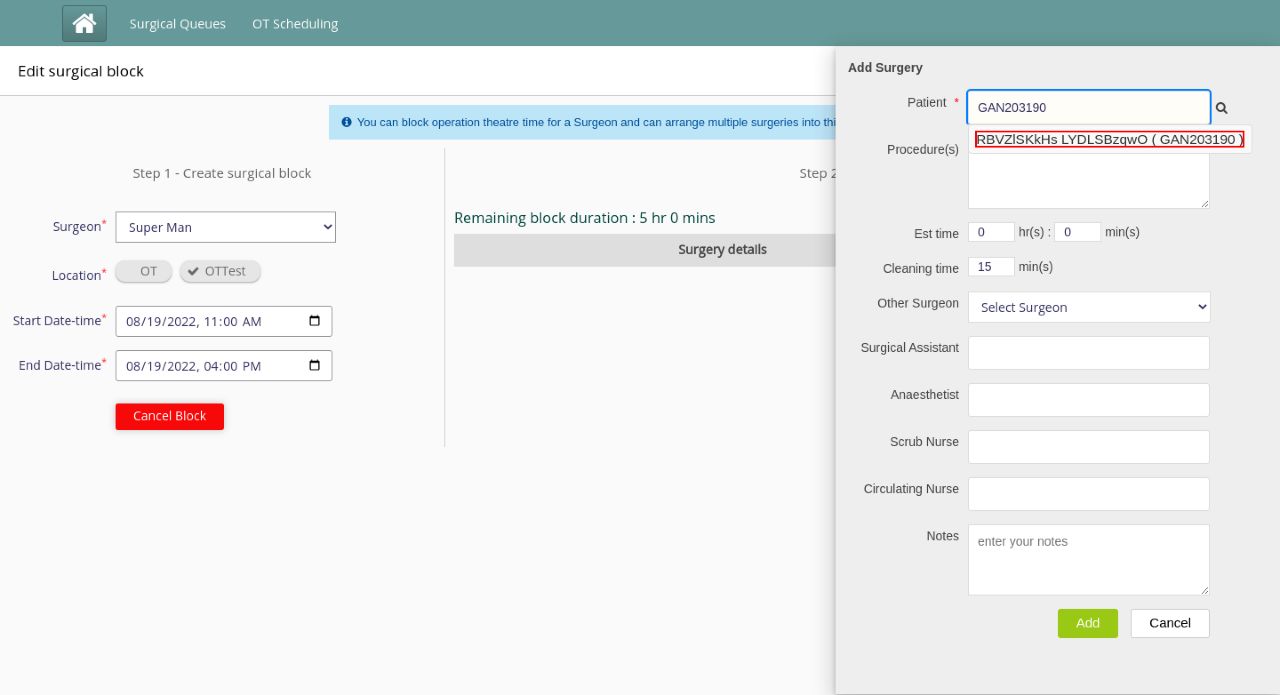 Surgical Queues OT Scheduling
Edit surgical block
You can block operation theatre time for a Surgeon and can arrange multiple surgeries into thi
Step 1 - Create surgical block
Step 2
Surgeon*
Super Man
Location*
OT
OTTest
Start Date-time*
08/19/2022, 11:00 AM
End Date-time*
08/19/2022, 04:00 PM
Cancel Block
Remaining block duration : 5 hr 0 mins
Surgery details
Add Surgery
Patient *
GAN203190
RBVZlSKkHs LYDLSBzqwO ( GAN203190 )
Procedure(s)
Est time
0 hr(s) : 0 min(s)
Cleaning time
15 min(s)
Other Surgeon
Select Surgeon
Surgical Assistant
Anaesthetist
Scrub Nurse
Circulating Nurse
Notes
enter your notes
Add
Cancel